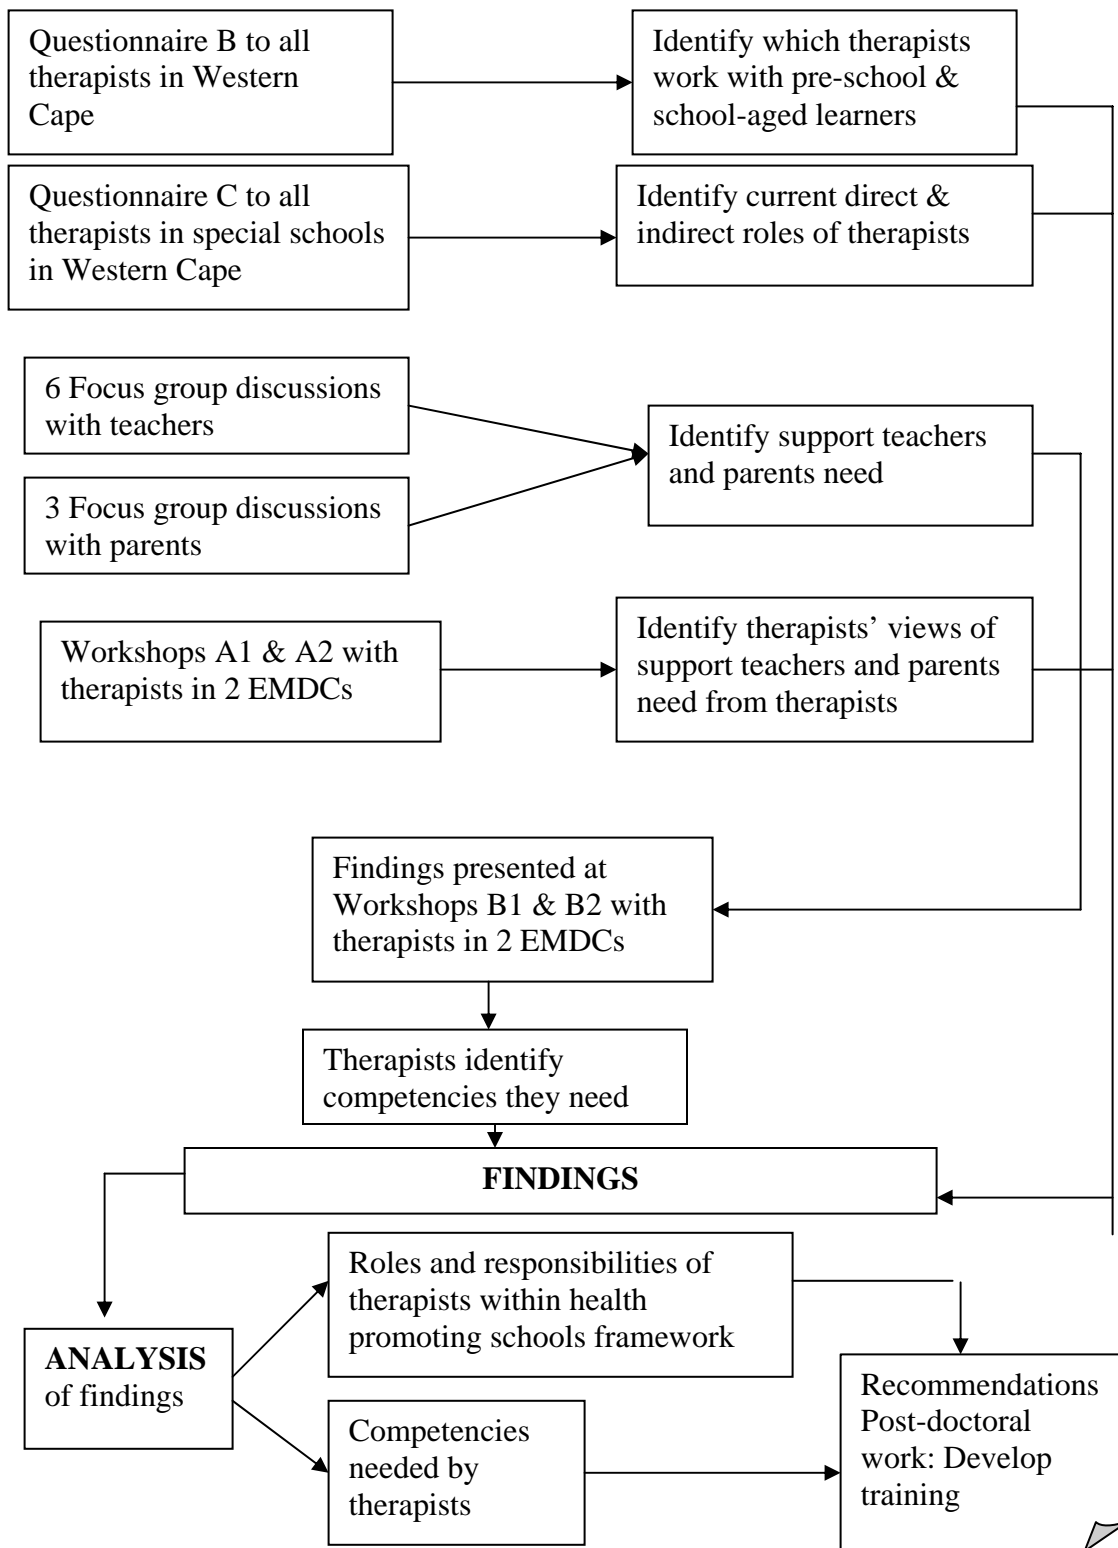 Questionnaire B to all
therapists in Western
Cape
Identify which therapists
work with pre-school &
school-aged learners
Questionnaire C to all
therapists in special schools
in Western Cape
Identify current direct &
indirect roles of therapists
6 Focus group discussions
with teachers
3 Focus group discussions
with parents
Identify support teachers
and parents need
Workshops A1 & A2 with
therapists in 2 EMDCs
Identify therapists’ views of
support teachers and parents
need from therapists
Findings presented at
Workshops B1 & B2 with
therapists in 2 EMDCs
Therapists identify
competencies they need
FINDINGS
ANALYSIS
of findings
Roles and responsibilities of
therapists within health
promoting schools framework
Competencies
needed by
therapists
Recommendations
Post-doctoral
work: Develop
training